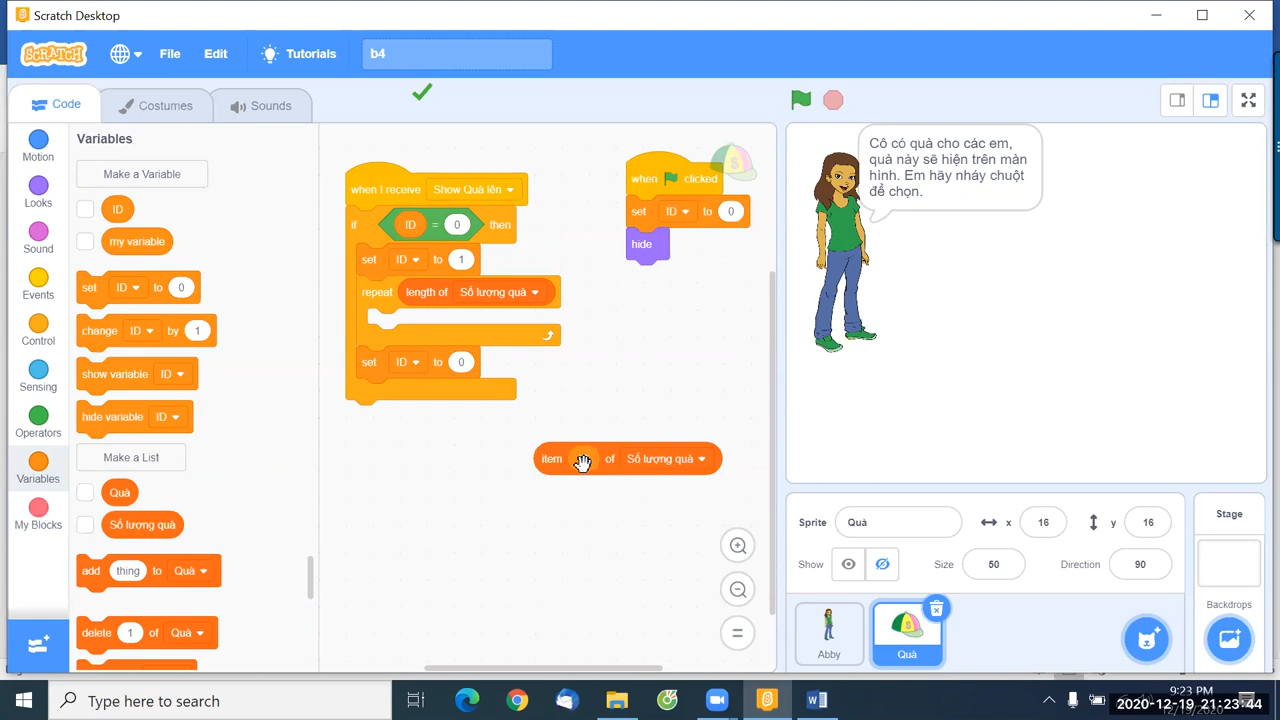 Scratch Desktop
SCRATCH File Edit Tutorials b4
Code Costumes Sounds
Motion
Looks
Sound
Events
Control
Sensing
Operators
Variables
My Blocks
Variables
Make a Variable
ID
my variable
set ID to 0
change ID by 1
show variable ID
hide variable ID
Make a List
Quà
Số lượng quà
add thing to Quà
delete 1 of Quà
when I receive Show Quà lên
if ID = 0 then
set ID to 1
repeat length of Số lượng quà
set ID to 0
when clicked
set ID to 0
hide
item of Số lượng quà
Cô có quà cho các em,
quà này sẽ hiện trên màn
hình. Em hãy nháy chuột
để chọn.
Sprite Quà x 16 y 16
Show Size 50 Direction 90
Abby
Quà
Stage
Backdrops
Type here to search
9:23 PM
2020-12-19 21:23:44